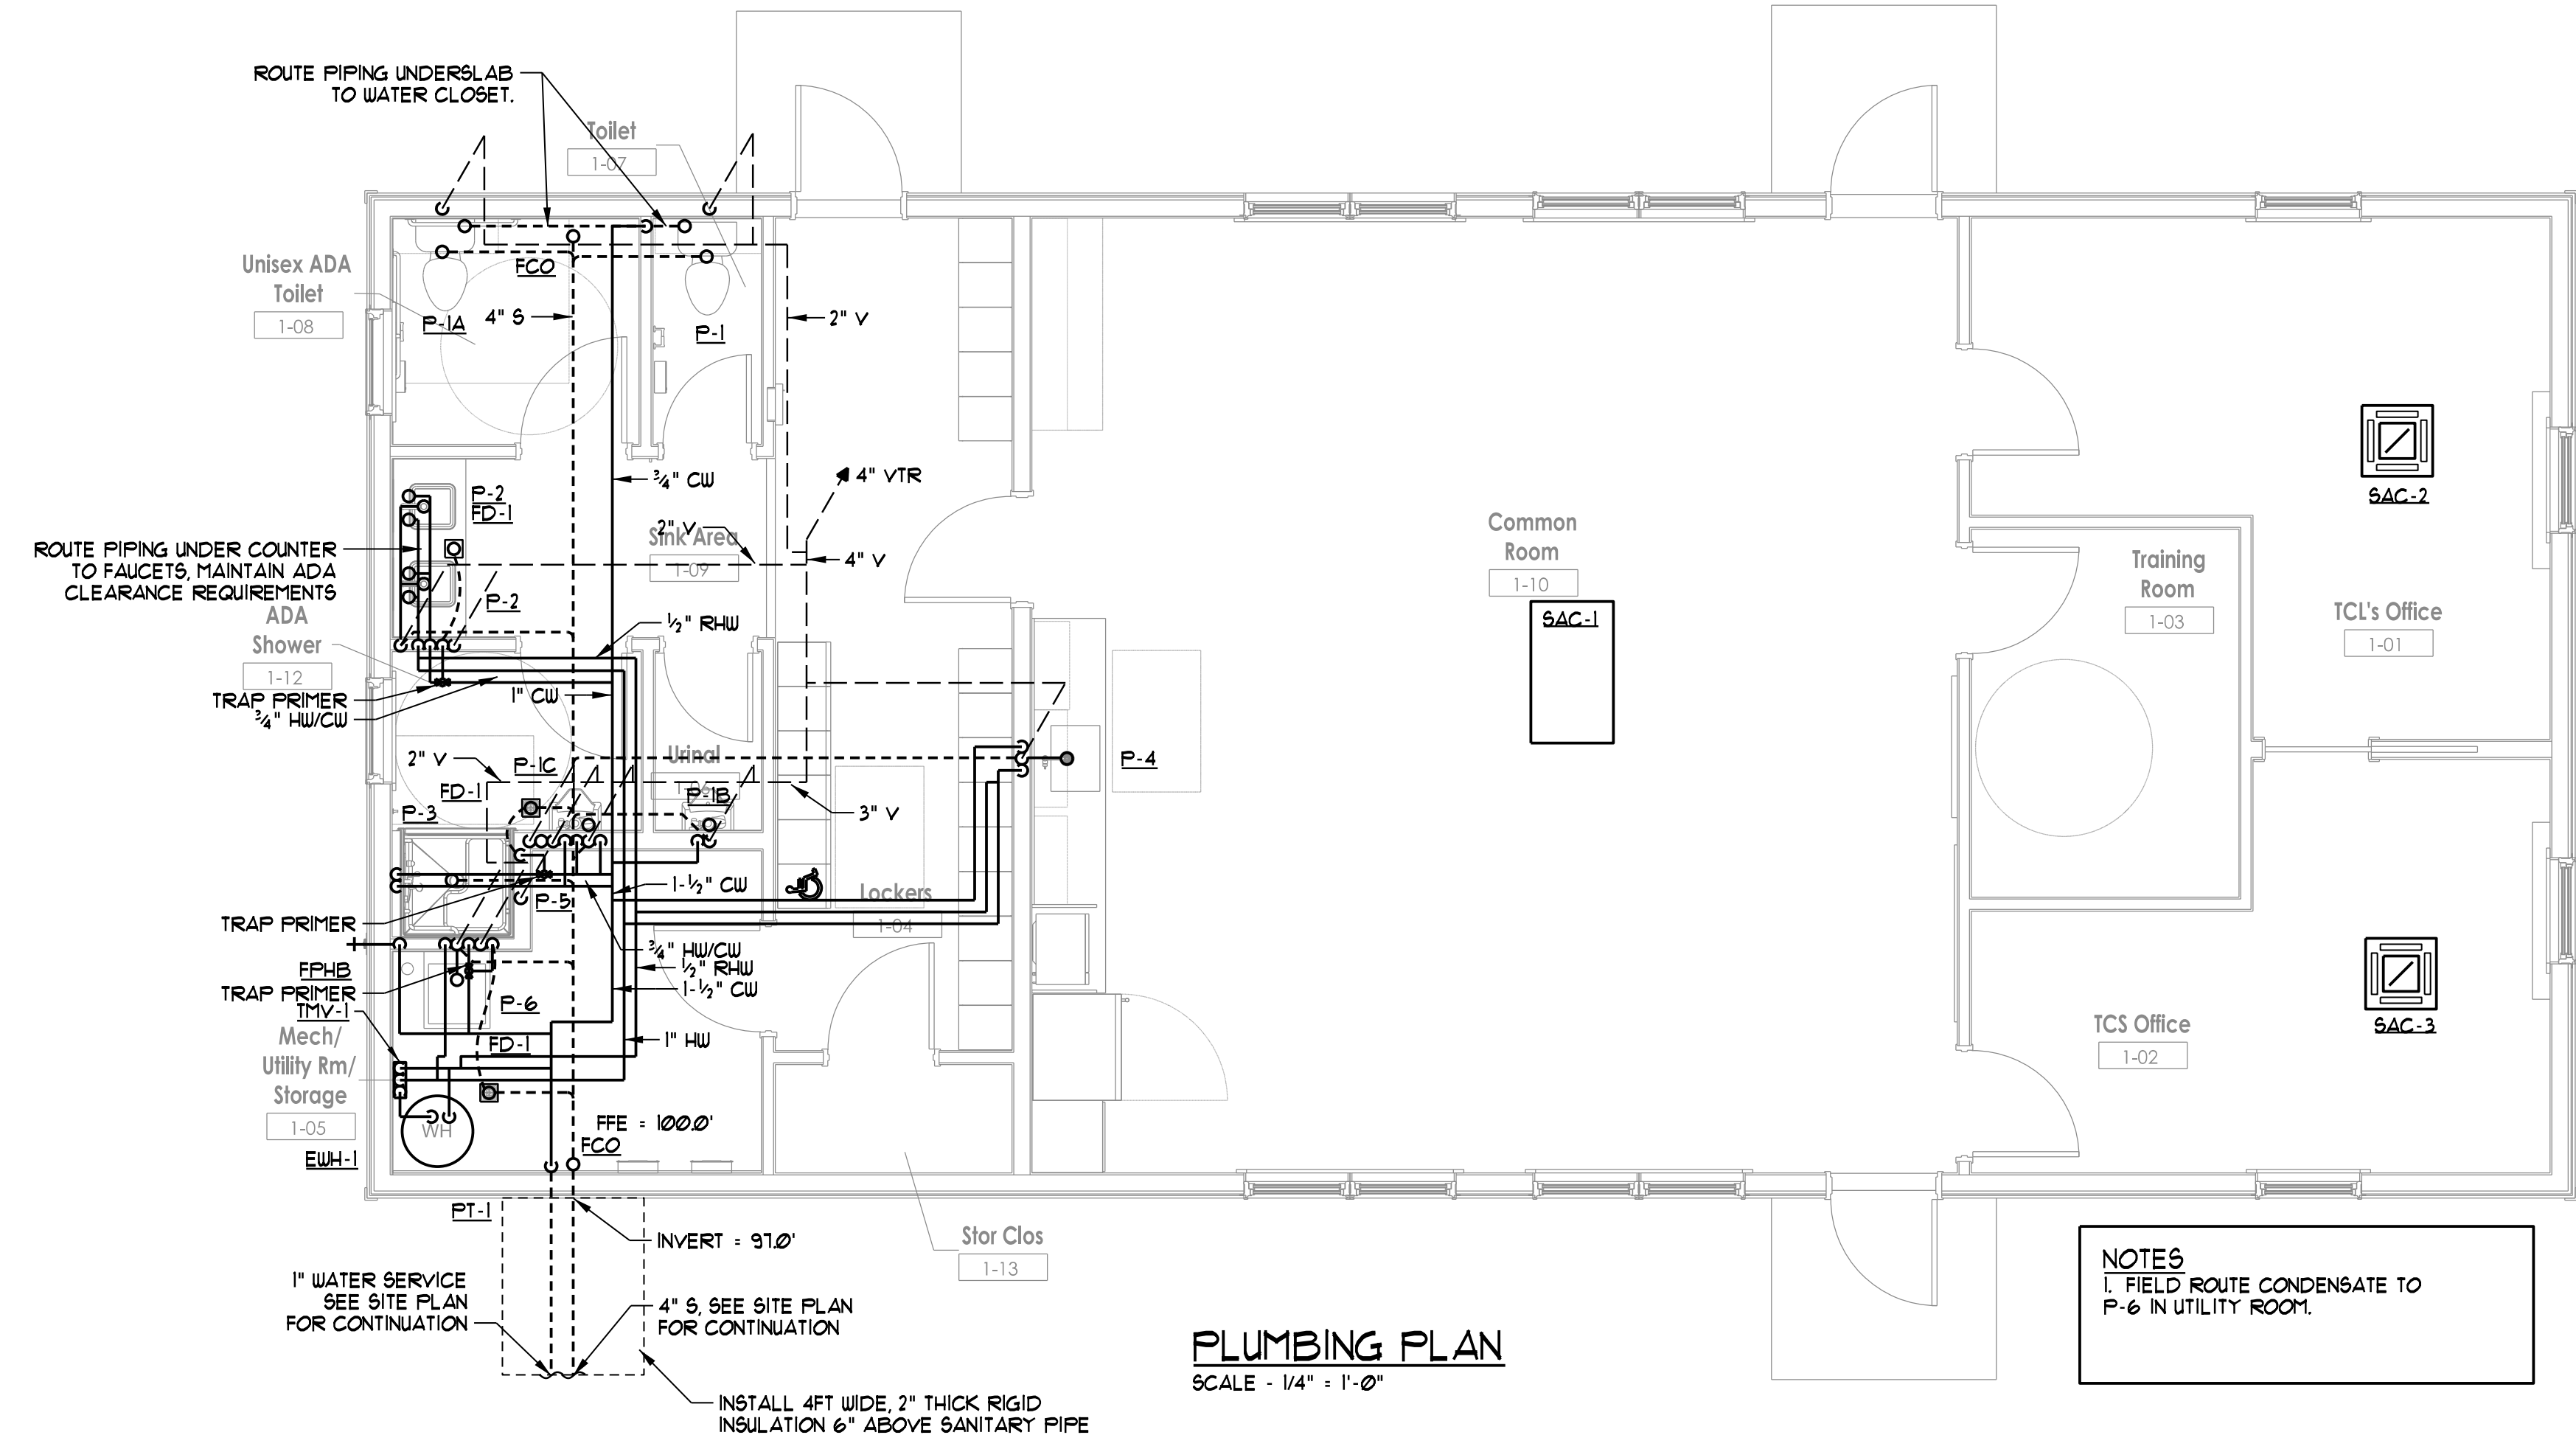 ROUTE PIPING UNDERSLAB
TO WATER CLOSET.
Toilet
1-07
Unisex ADA
Toilet
1-08
FCO
P-1A
4" S
P-1
2" V
3/4" CW
4" VTR
P-2
FD-1
2" V
Sink Area
1-09
4" V
ROUTE PIPING UNDER COUNTER
TO FAUCETS, MAINTAIN ADA
CLEARANCE REQUIREMENTS
P-2
ADA
Shower
1-12
1/2" RHW
TRAP PRIMER
3/4" HW/CW
1" CW
Urinal
2" V
P-1C
FD-1
P-1B
P-3
3" V
P-4
1-1/2" CW
Lockers
1-04
P-5
TRAP PRIMER
3/4" HW/CW
1/2" RHW
1-1/2" CW
FPHB
TRAP PRIMER
TMV-1
P-6
Mech/
Utility Rm/
Storage
1-05
FD-1
1" HW
WH
FFE = 100.0'
FCO
EWH-1
PT-1
INVERT = 97.0'
1" WATER SERVICE
SEE SITE PLAN
FOR CONTINUATION
4" S, SEE SITE PLAN
FOR CONTINUATION
INSTALL 4FT WIDE, 2" THICK RIGID
INSULATION 6" ABOVE SANITARY PIPE
Stor Clos
1-13
Common
Room
1-10
SAC-1
SAC-2
Training
Room
1-03
TCL's Office
1-01
TCS Office
1-02
SAC-3
PLUMBING PLAN
SCALE - 1/4" = 1'-0"
NOTES
1. FIELD ROUTE CONDENSATE TO
P-6 IN UTILITY ROOM.